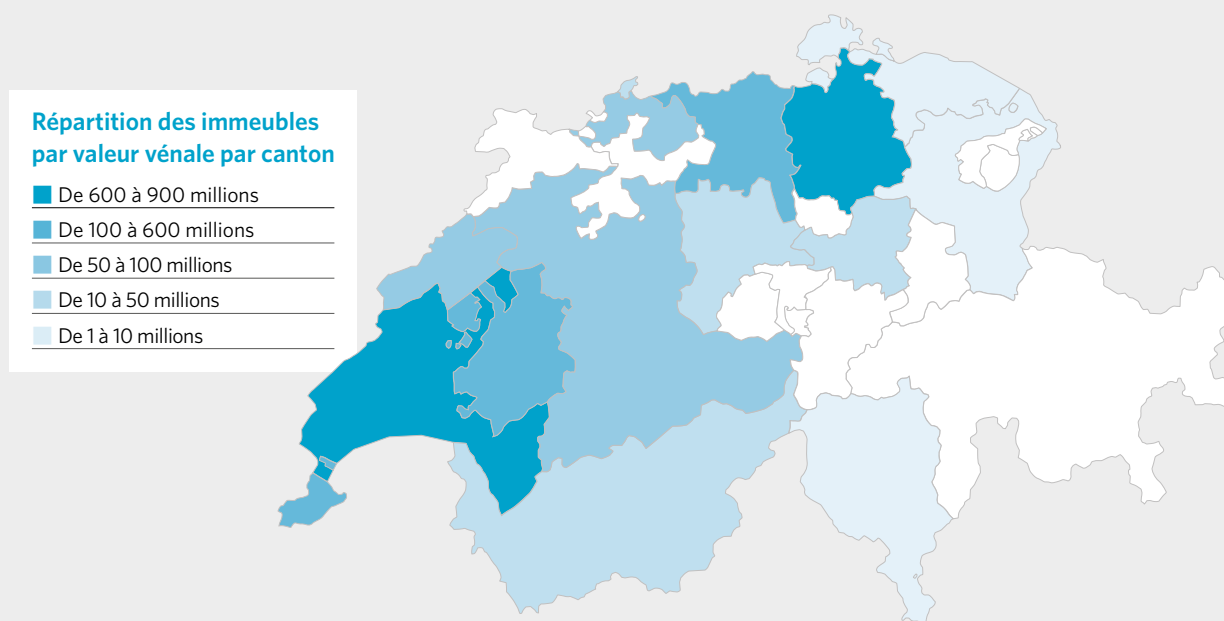 Répartition des immeubles
par valeur vénale par canton
De 600 à 900 millions
De 100 à 600 millions
De 50 à 100 millions
De 10 à 50 millions
De 1 à 10 millions